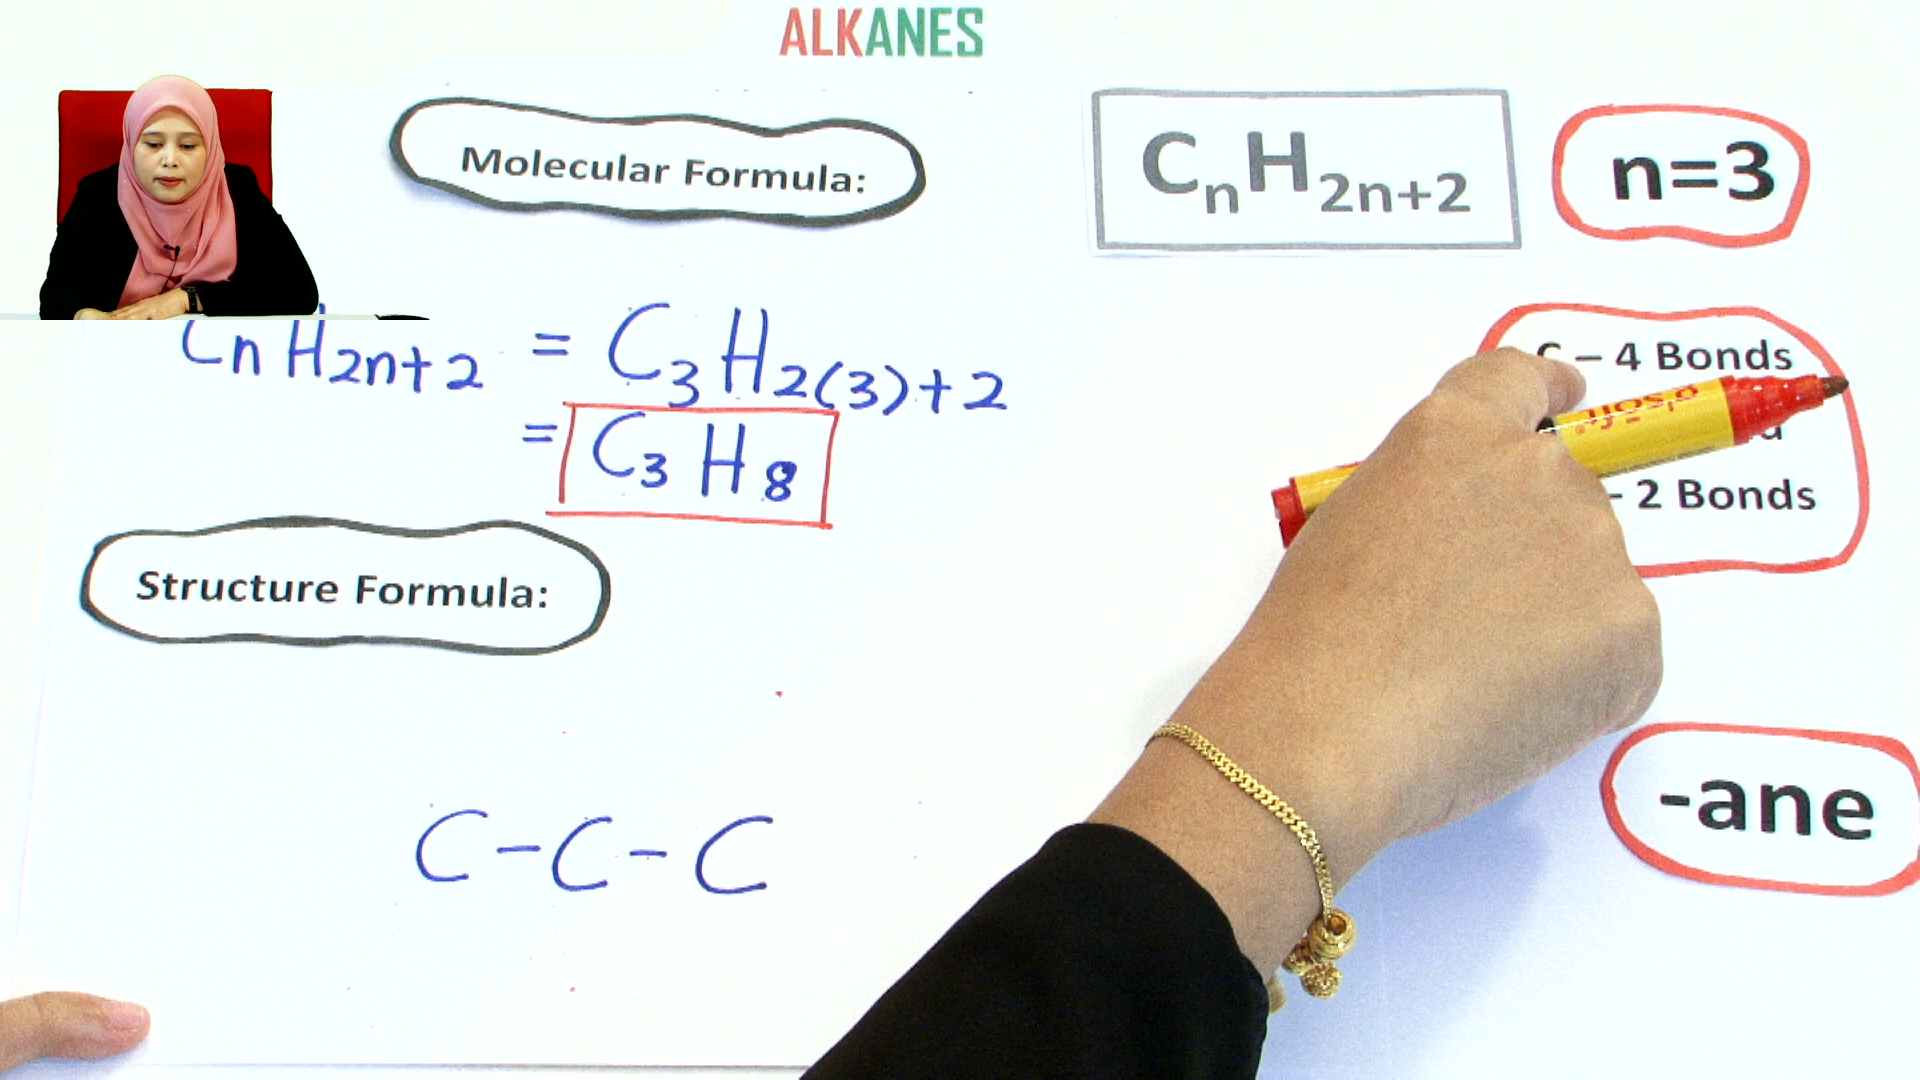 ALKANES
Molecular Formula:
CₙH₂ₙ₊₂
n=3
CₙH₂ₙ₊₂ = C₃H₂₍₃₎₊₂
= C₃H₈
C – 4 Bonds
- 2 Bonds
Structure Formula:
-ane
C – C – C